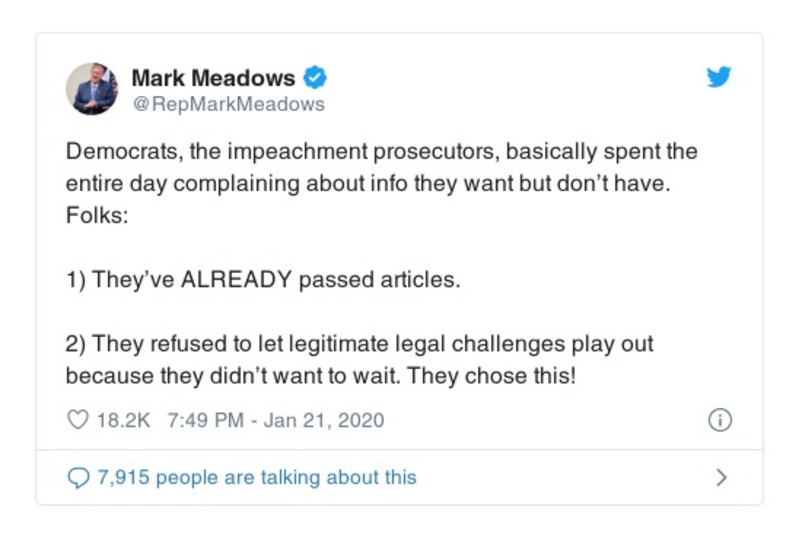 Mark Meadows
@RepMarkMeadows
Democrats, the impeachment prosecutors, basically spent the
entire day complaining about info they want but don’t have.
Folks:
1) They’ve ALREADY passed articles.
2) They refused to let legitimate legal challenges play out
because they didn’t want to wait. They chose this!
18.2K 7:49 PM - Jan 21, 2020
7,915 people are talking about this